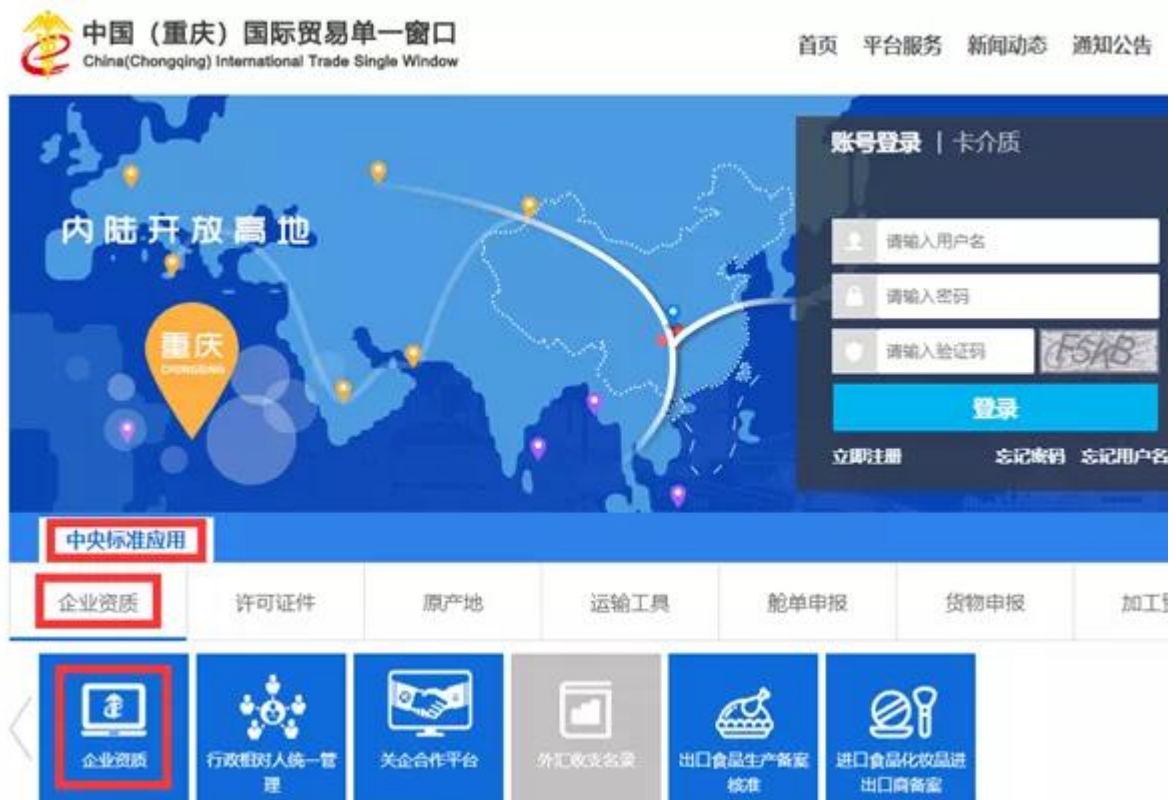 中国（重庆）国际贸易单一窗口
China(Chongqing) International Trade Single Window
首页 平台服务 新闻动态 通知公告
账号登录 | 卡介质
内陆开放高地
请输入用户名
请输入密码
重庆
CHONGQING
请输入验证码
登录
立即注册 忘记密码 忘记用户名
中央标准应用
企业资质 许可证件 原产地 运输工具 舱单申报 货物申报 加工
企业资质 行政相对人统一管理 关企合作平台 外汇收支名录 出口食品生产备案核准 进口食品化妆品进出口商备案